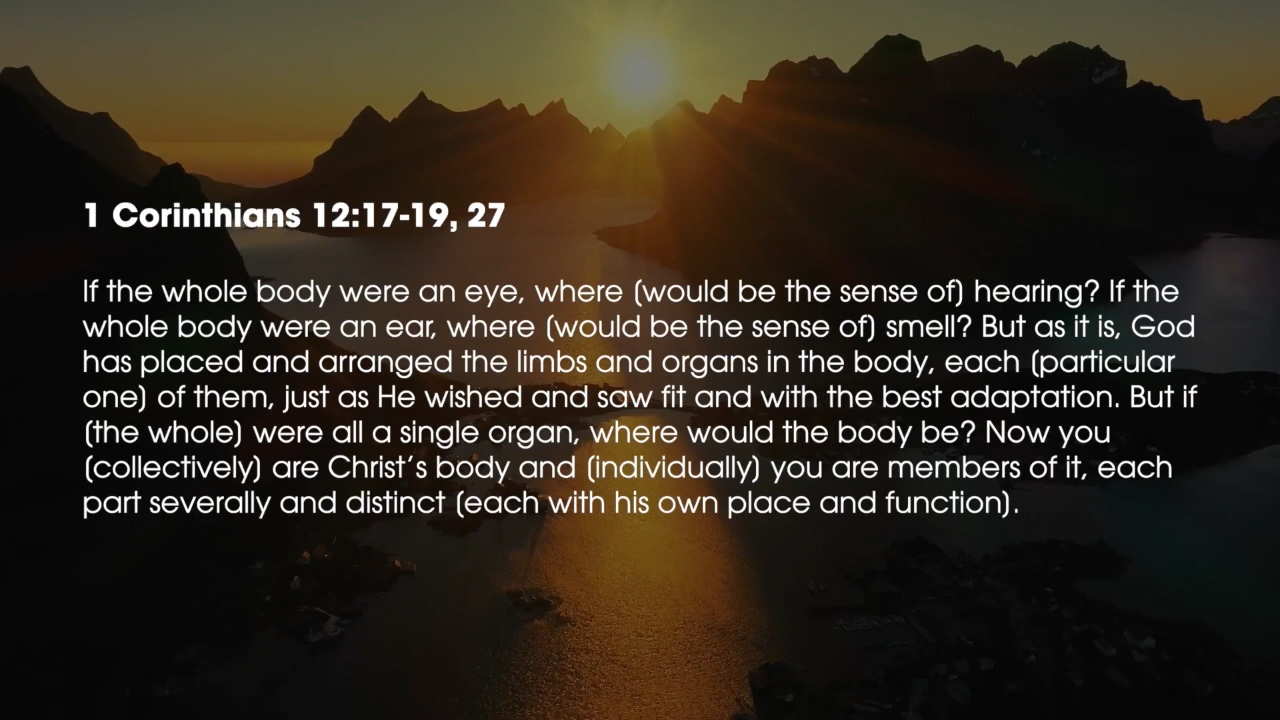 1 Corinthians 12:17-19, 27
If the whole body were an eye, where (would be the sense of) hearing? If the
whole body were an ear, where (would be the sense of) smell? But as it is, God
has placed and arranged the limbs and organs in the body, each (particular
one) of them, just as He wished and saw fit and with the best adaptation. But if
(the whole) were all a single organ, where would the body be? Now you
(collectively) are Christ's body and (individually) you are members of it, each
part severally and distinct (each with his own place and function).